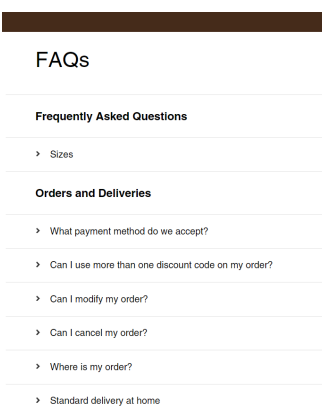 FAQs
Frequently Asked Questions
Sizes
Orders and Deliveries
What payment method do we accept?
Can I use more than one discount code on my order?
Can I modify my order?
Can I cancel my order?
Where is my order?
Standard delivery at home